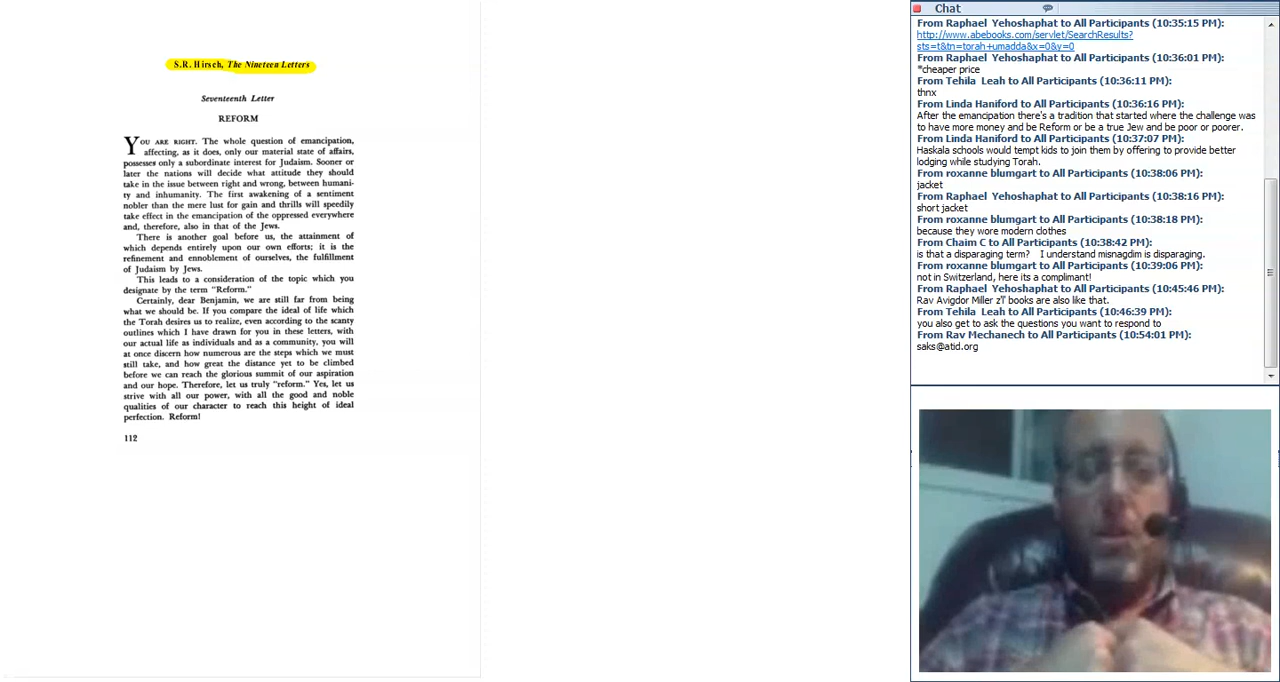 S.R. Hirsch, The Nineteen Letters
Seventeenth Letter
REFORM
YOU ARE RIGHT. The whole question of emancipation,
affecting, as it does, only our material state of affairs,
possesses only a subordinate interest for Judaism. Sooner or
later the nations will decide what attitude they should
take in the issue between right and wrong, between humani-
ty and inhumanity. The first awakening of a sentiment
nobler than the mere lust for gain and thrills will speedily
take effect in the emancipation of the oppressed everywhere
and, therefore, also in that of the Jews.
There is another goal before us, the attainment of
which depends entirely upon our own efforts; it is the
refinement and ennoblement of ourselves, the fulfillment
of Judaism by Jews.
This leads to a consideration of the topic which you
designate by the term "Reform."
Certainly, dear Benjamin, we are still far from being
what we should be. If you compare the ideal of life which
the Torah desires us to realize, even according to the scanty
outlines which I have drawn for you in these letters, with
our actual life as individuals and as a community, you will
at once discern how numerous are the steps which we must
still take, and how great the distance yet to be climbed
before we can reach the glorious summit of our aspiration
and our hope. Therefore, let us truly "reform." Yes, let us
strive with all our power, with all the good and noble
qualities of our character to reach this height of ideal
perfection. Reform!
112
Chat
From Raphael Yehoshaphat to All Participants (10:35:15 PM):
http://www.abebooks.com/servlet/SearchResults?
sts=t&tn=torah+umadda&x=0&y=0
From Raphael Yehoshaphat to All Participants (10:36:01 PM):
*cheaper price
From Tehila Leah to All Participants (10:36:11 PM):
thnx
From Linda Haniford to All Participants (10:36:16 PM):
After the emancipation there's a tradition that started where the challenge was
to have more money and be Reform or be a true Jew and be poor or poorer.
From Linda Haniford to All Participants (10:37:07 PM):
Haskala schools would tempt kids to join them by offering to provide better
lodging while studying Torah.
From roxanne blumgart to All Participants (10:38:06 PM):
jacket
From Raphael Yehoshaphat to All Participants (10:38:16 PM):
short jacket
From roxanne blumgart to All Participants (10:38:18 PM):
because they wore modern clothes
From Chaim C to All Participants (10:38:42 PM):
is that a disparaging term? I understand misnagdim is disparaging.
From roxanne blumgart to All Participants (10:39:06 PM):
not in Switzerland, here its a complimant!
From Raphael Yehoshaphat to All Participants (10:45:46 PM):
Rav Avigdor Miller z'l' books are also like that.
From Tehila Leah to All Participants (10:46:39 PM):
you also get to ask the questions you want to respond to
From Rav Mechanech to All Participants (10:54:01 PM):
saks@atid.org